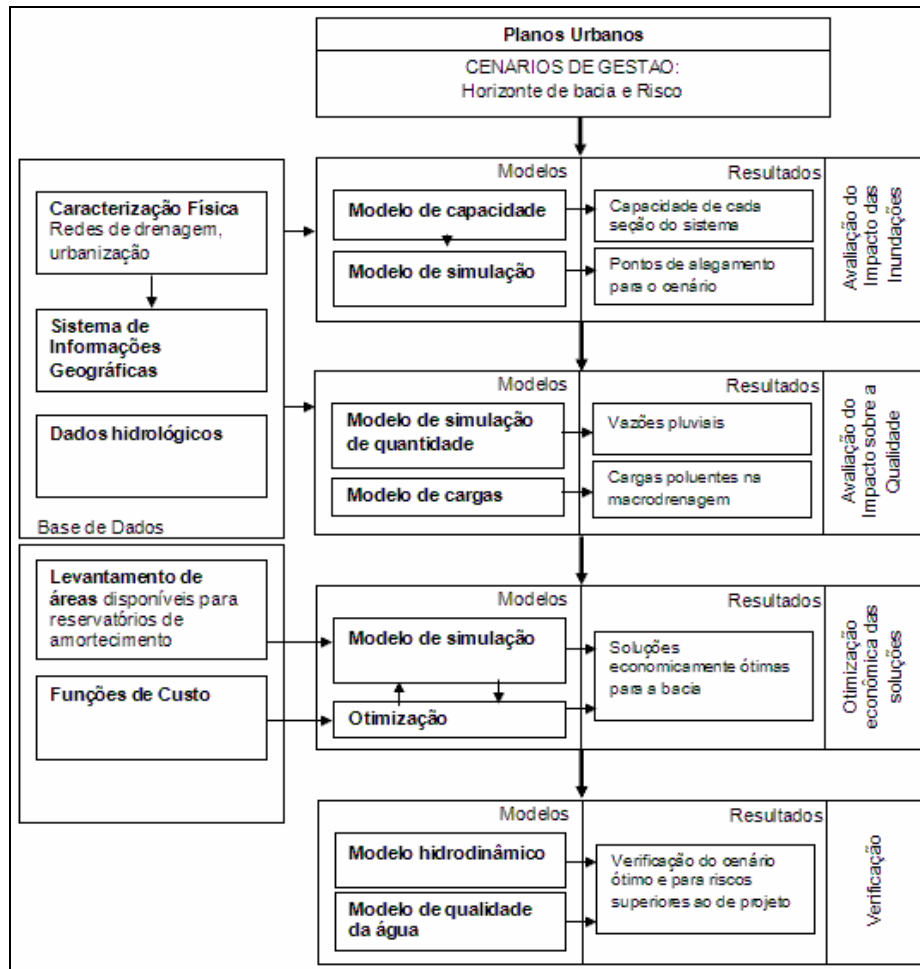 Planos Urbanos
CENARIOS DE GESTAO:
Horizonte de bacia e Risco
Caracterização Física
Redes de drenagem,
urbanização
Sistema de
Informações
Geográficas
Dados hidrológicos
Base de Dados
Levantamento de
áreas disponíveis para
reservatórios de
amortecimento
Funções de Custo
Modelos
Resultados
Modelo de capacidade
Capacidade de cada
seção do sistema
Modelo de simulação
Pontos de alagamento
para o cenário
Avaliação do
Impacto das
Inundações
Modelos
Resultados
Modelo de simulação
de quantidade
Vazões pluviais
Modelo de cargas
Cargas poluentes na
macrodrenagem
Avaliação do
Impacto sobre a
Qualidade
Modelos
Resultados
Modelo de simulação
Otimização
Soluções
economicamente ótimas
para a bacia
Otimização
econômica das
soluções
Modelos
Resultados
Modelo hidrodinâmico
Modelo de qualidade
da água
Verificação do cenário
ótimo e para riscos
superiores ao de projeto
Verificação